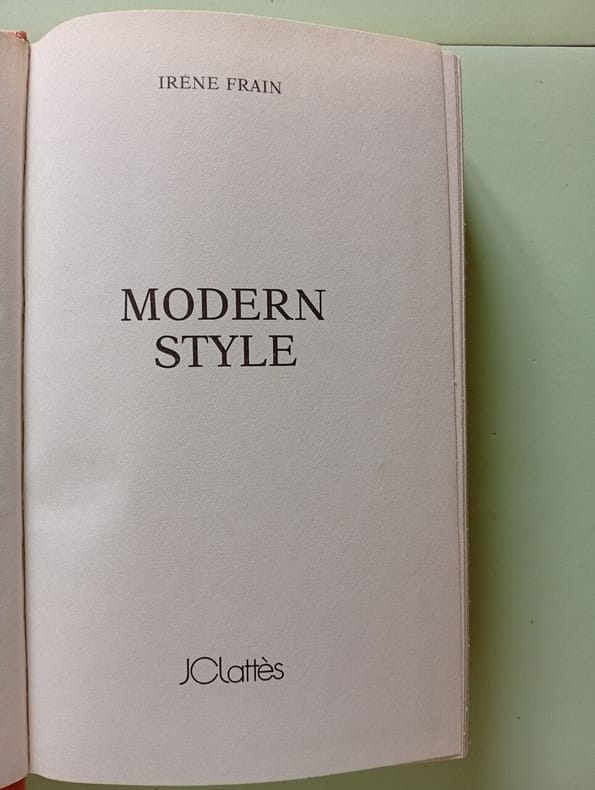 IRÈNE FRAIN
MODERN
STYLE
JClattès